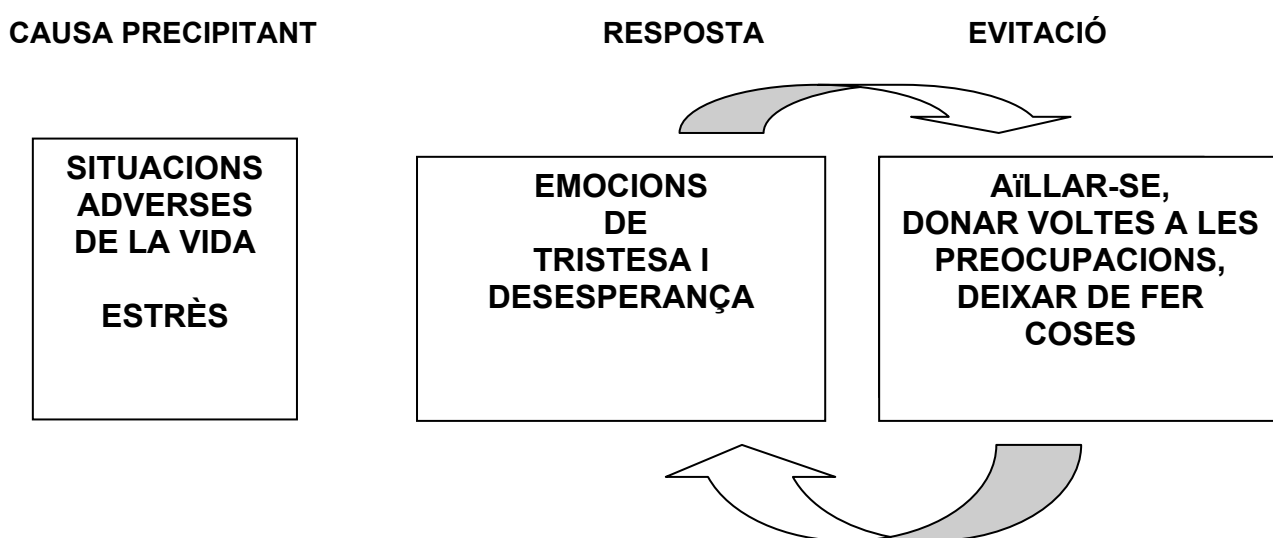 CAUSA PRECIPITANT
RESPOSTA
EVITACIÓ
SITUACIONS
ADVERSES
DE LA VIDA
ESTRÈS
EMOCIONS
DE
TRISTESA I
DESESPERANÇA
AïLLAR-SE,
DONAR VOLTES A LES
PREOCUPACIONS,
DEIXAR DE FER
COSES